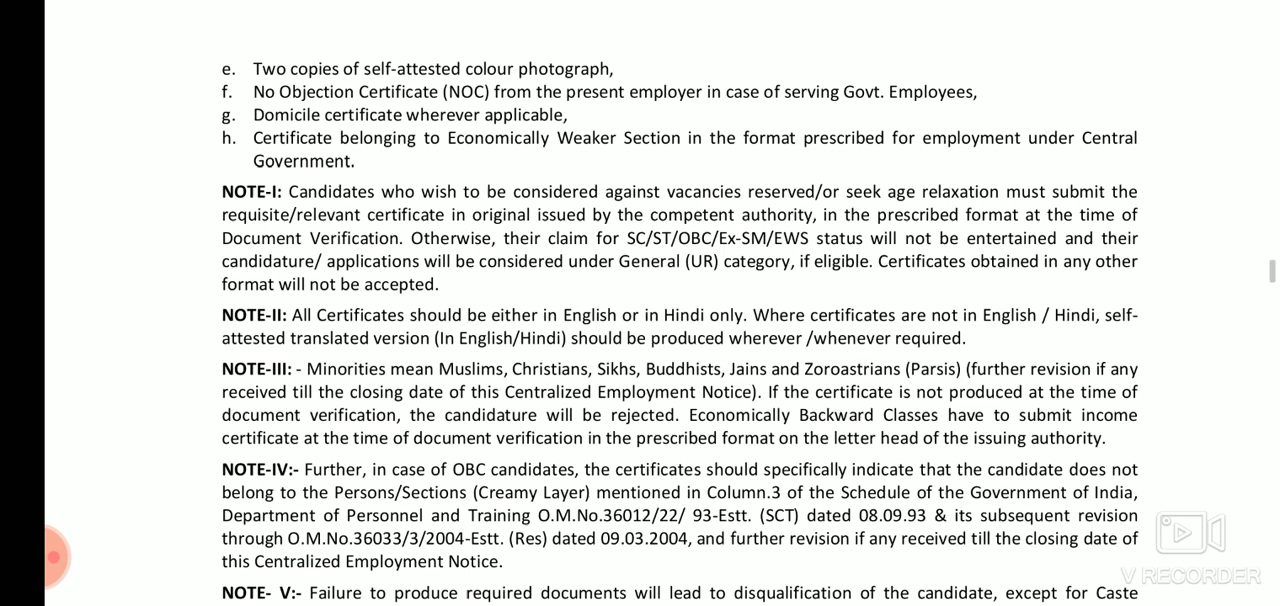 e. Two copies of self-attested colour photograph,
f. No Objection Certificate (NOC) from the present employer in case of serving Govt. Employees,
g. Domicile certificate wherever applicable,
h. Certificate belonging to Economically Weaker Section in the format prescribed for employment under Central
Government.
NOTE-I: Candidates who wish to be considered against vacancies reserved/or seek age relaxation must submit the
requisite/relevant certificate in original issued by the competent authority, in the prescribed format at the time of
Document Verification. Otherwise, their claim for SC/ST/OBC/Ex-SM/EWS status will not be entertained and their
candidature/ applications will be considered under General (UR) category, if eligible. Certificates obtained in any other
format will not be accepted.
NOTE-II: All Certificates should be either in English or in Hindi only. Where certificates are not in English / Hindi, self-
attested translated version (In English/Hindi) should be produced wherever /whenever required.
NOTE-III: - Minorities mean Muslims, Christians, Sikhs, Buddhists, Jains and Zoroastrians (Parsis) (further revision if any
received till the closing date of this Centralized Employment Notice). If the certificate is not produced at the time of
document verification, the candidature will be rejected. Economically Backward Classes have to submit income
certificate at the time of document verification in the prescribed format on the letter head of the issuing authority.
NOTE-IV:- Further, in case of OBC candidates, the certificates should specifically indicate that the candidate does not
belong to the Persons/Sections (Creamy Layer) mentioned in Column.3 of the Schedule of the Government of India,
Department of Personnel and Training O.M.No.36012/22/ 93-Estt. (SCT) dated 08.09.93 & its subsequent revision
through O.M.No.36033/3/2004-Estt. (Res) dated 09.03.2004, and further revision if any received till the closing date of
this Centralized Employment Notice.
V RECORDER
NOTE- V:- Failure to produce required documents will lead to disqualification of the candidate, except for Caste